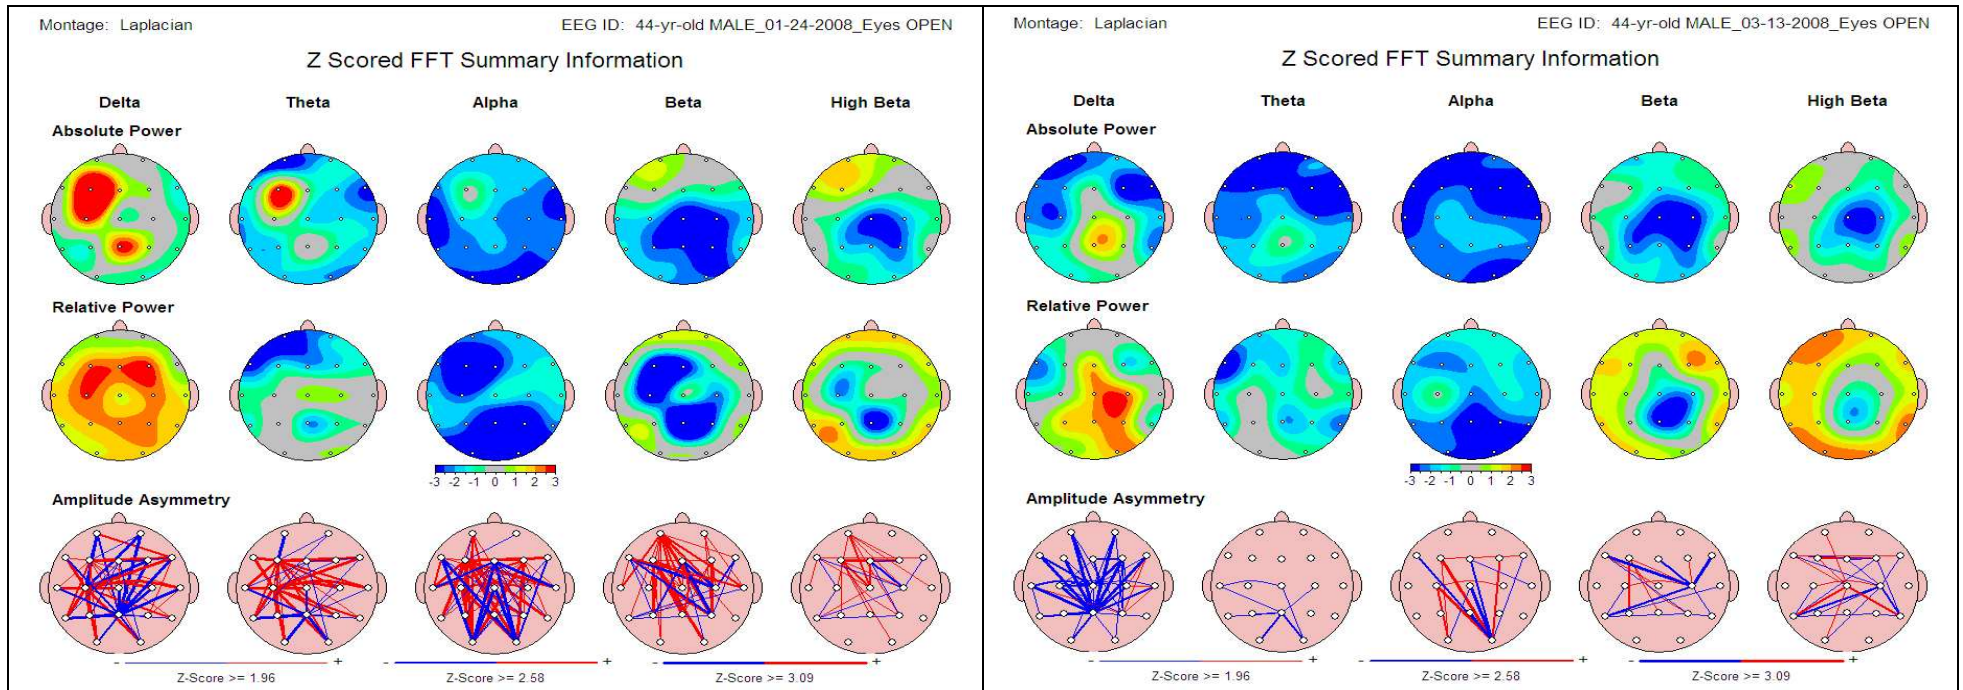 Montage: Laplacian EEG ID: 44-yr-old MALE_01-24-2008_Eyes OPEN
Z Scored FFT Summary Information
Delta Theta Alpha Beta High Beta
Absolute Power
Relative Power
-3 -2 -1 0 1 2 3
Amplitude Asymmetry
- + - + - +
Z-Score >= 1.96 Z-Score >= 2.58 Z-Score >= 3.09
Montage: Laplacian EEG ID: 44-yr-old MALE_03-13-2008_Eyes OPEN
Z Scored FFT Summary Information
Delta Theta Alpha Beta High Beta
Absolute Power
Relative Power
-3 -2 -1 0 1 2 3
Amplitude Asymmetry
- + - + - +
Z-Score >= 1.96 Z-Score >= 2.58 Z-Score >= 3.09